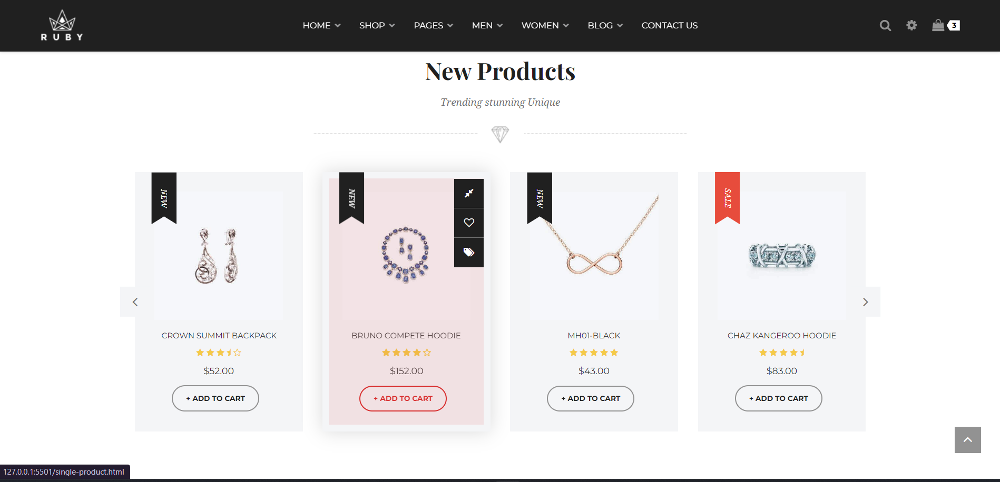 RUBY
HOME
SHOP
PAGES
MEN
WOMEN
BLOG
CONTACT US
3
New Products
Trending stunning Unique
NEW
NEW
NEW
SALE
CROWN SUMMIT BACKPACK
$52.00
+ ADD TO CART
BRUNO COMPETE HOODIE
$152.00
+ ADD TO CART
MH01-BLACK
$43.00
+ ADD TO CART
CHAZ KANGEROO HOODIE
$83.00
+ ADD TO CART
127.0.0.1:5501/single-product.html